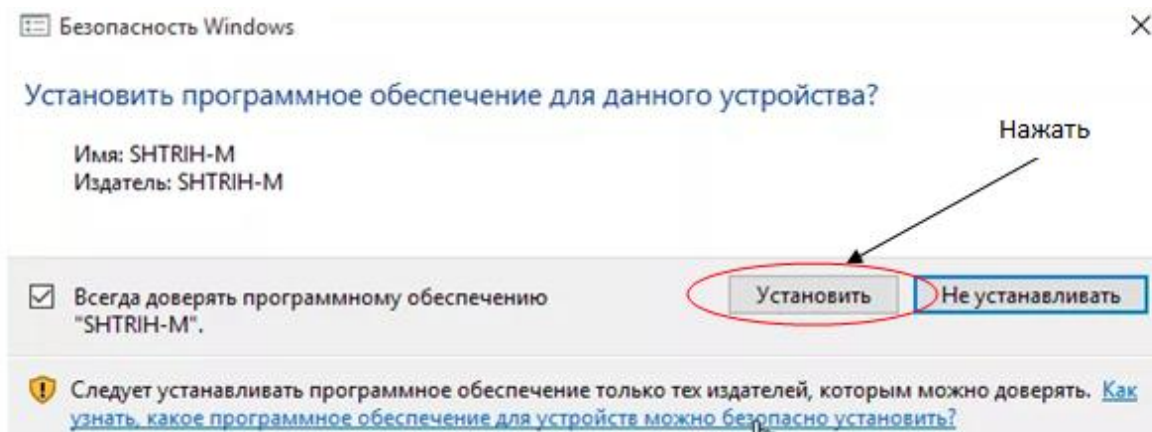 Безопасность Windows
Установить программное обеспечение для данного устройства?
Нажать
Имя: SHTRIH-M
Издатель: SHTRIH-M
Всегда доверять программному обеспечению
"SHTRIH-M".
Установить
Не устанавливать
Следует устанавливать программное обеспечение только тех издателей, которым можно доверять. Как
узнать, какое программное обеспечение для устройств можно безопасно установить?